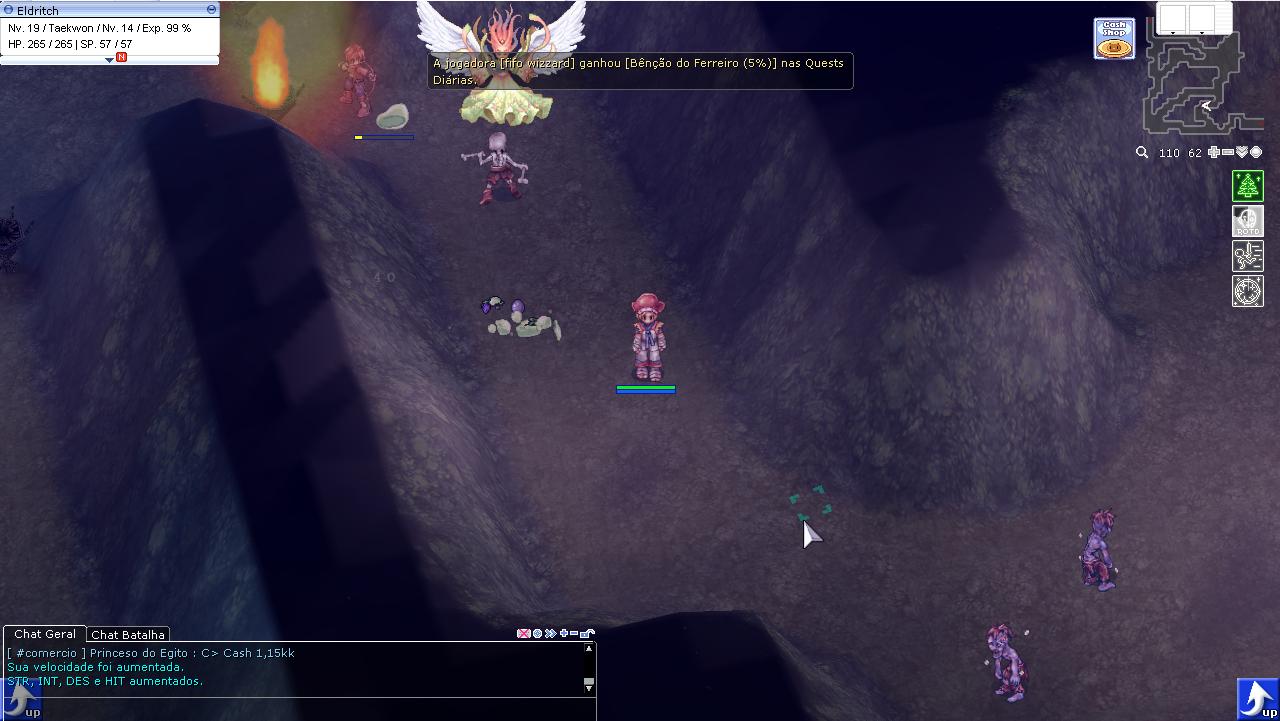 Eldritch
Nv. 19 / Taekwon / Nv. 14 / Exp. 99 %
HP. 265 / 265 | SP. 57 / 57
N
A jogadora [fifo wizzard] ganhou [Bênção do Ferreiro (5%)] nas Quests
Diárias.
Cash
Shop
110 62
40
Chat Geral
Chat Batalha
[ #comercio ] Princeso do Egito : C> Cash 1,15kk
Sua velocidade foi aumentada.
STR, INT, DES e HIT aumentados.
up
up